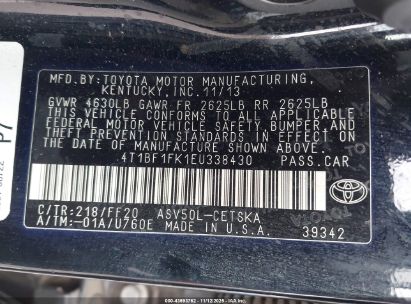 MFD.BY:TOYOTA MOTOR MANUFACTURING,
KENTUCKY, INC. 11/13
GVWR 4630LB GAWR FR 2625LB RR 2625LB
THIS VEHICLE CONFORMS TO ALL APPLICABLE
FEDERAL MOTOR VEHICLE SAFETY, BUMPER,
AND THEFT PREVENTION STANDARDS IN EFFECT ON
THE DATE OF MANUFACTURE SHOWN ABOVE.
4T1BF1FK1EU338430 PASS.CAR
C/TR:218/FF20 ASV50L-CETSKA
A/TM:-01A/U760E MADE IN U.S.A.
39342
TOYOTA